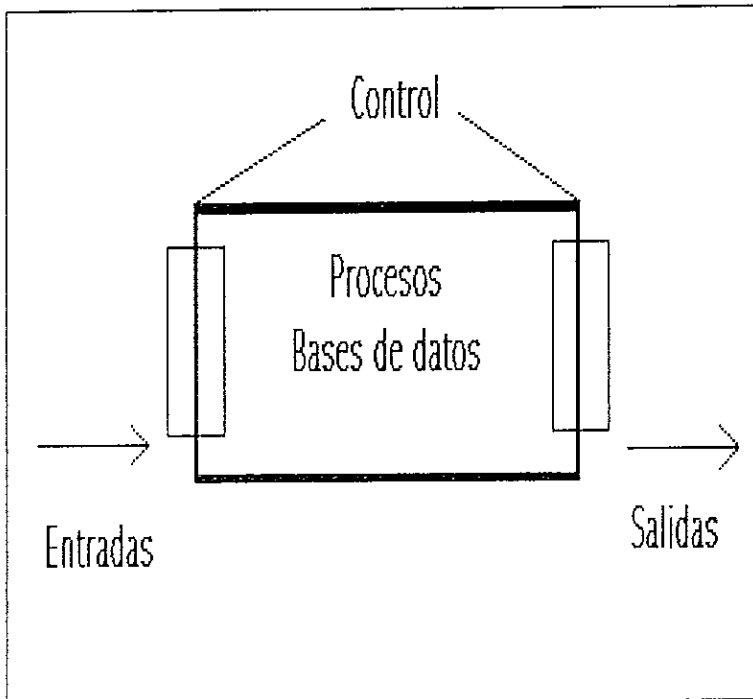 Control
Procesos
Bases de datos
Entradas
Salidas